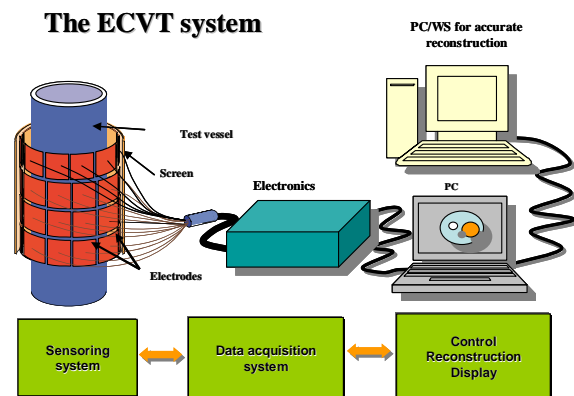 The ECVT system
PC/WS for accurate
reconstruction
Test vessel
Screen
Electronics
PC
Electrodes
Sensoring
system
Data acquisition
system
Control
Reconstruction
Display